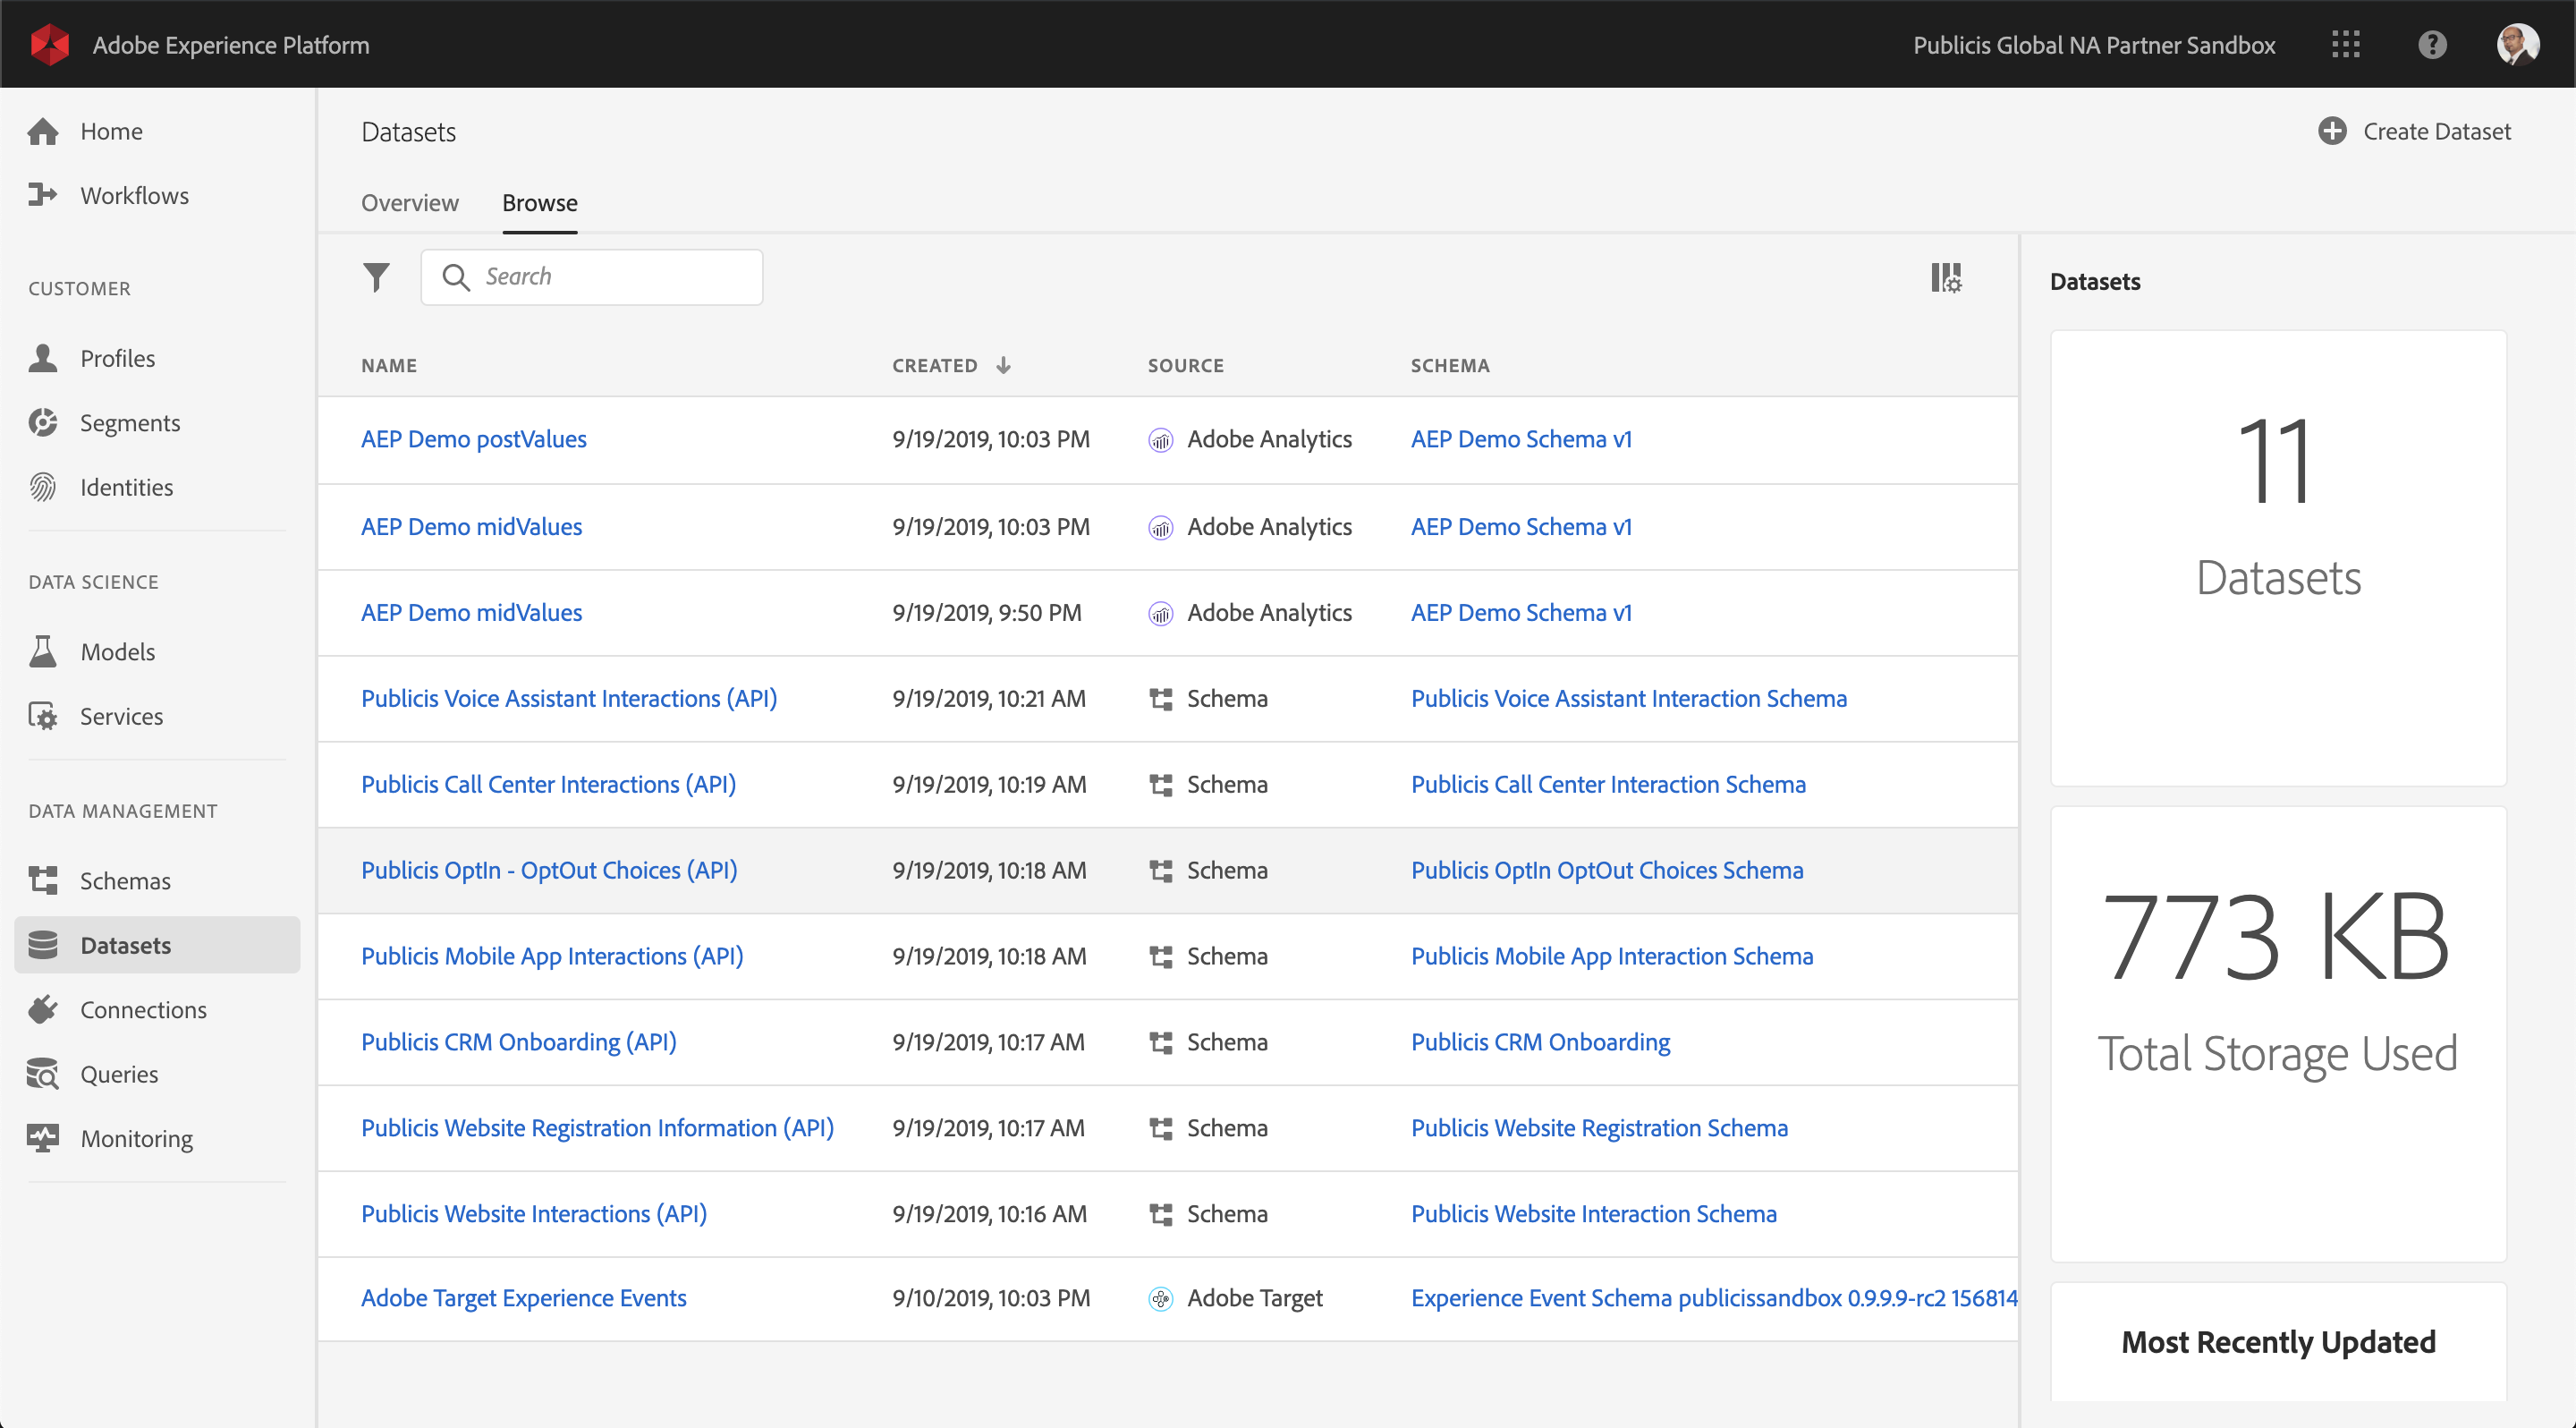 Adobe Experience Platform
Publicis Global NA Partner Sandbox
Home
Workflows
CUSTOMER
Profiles
Segments
Identities
DATA SCIENCE
Models
Services
DATA MANAGEMENT
Schemas
Datasets
Connections
Queries
Monitoring
Datasets
Create Dataset
Overview Browse
Search
NAME CREATED SOURCE SCHEMA
AEP Demo postValues 9/19/2019, 10:03 PM Adobe Analytics AEP Demo Schema v1
AEP Demo midValues 9/19/2019, 10:03 PM Adobe Analytics AEP Demo Schema v1
AEP Demo midValues 9/19/2019, 9:50 PM Adobe Analytics AEP Demo Schema v1
Publicis Voice Assistant Interactions (API) 9/19/2019, 10:21 AM Schema Publicis Voice Assistant Interaction Schema
Publicis Call Center Interactions (API) 9/19/2019, 10:19 AM Schema Publicis Call Center Interaction Schema
Publicis OptIn - OptOut Choices (API) 9/19/2019, 10:18 AM Schema Publicis OptIn OptOut Choices Schema
Publicis Mobile App Interactions (API) 9/19/2019, 10:18 AM Schema Publicis Mobile App Interaction Schema
Publicis CRM Onboarding (API) 9/19/2019, 10:17 AM Schema Publicis CRM Onboarding
Publicis Website Registration Information (API) 9/19/2019, 10:17 AM Schema Publicis Website Registration Schema
Publicis Website Interactions (API) 9/19/2019, 10:16 AM Schema Publicis Website Interaction Schema
Adobe Target Experience Events 9/10/2019, 10:03 PM Adobe Target Experience Event Schema publicissandbox 0.9.9.9-rc2 156814
Datasets
11
Datasets
773 KB
Total Storage Used
Most Recently Updated